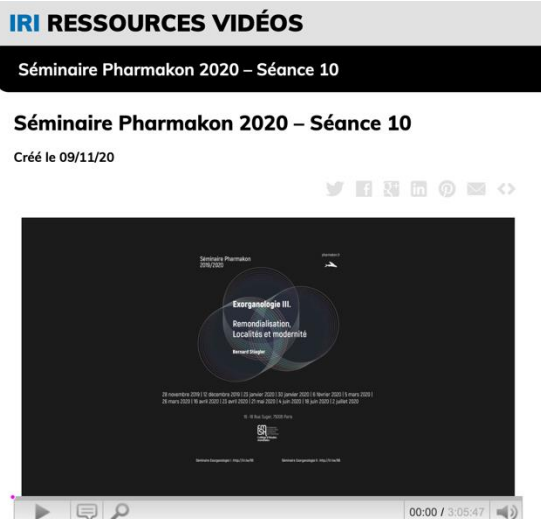 IRI RESSOURCES VIDÉOS
Séminaire Pharmakon 2020 – Séance 10
Séminaire Pharmakon 2020 – Séance 10
Créé le 09/11/20
Séminaire Pharmakon
2019/2020
Exorganologie III.
Remondialisation,
Localités et modernité
Bernard Stiegler
28 novembre 2019 | 12 décembre 2019 | 23 janvier 2020 | 30 janvier 2020 | 6 février 2020 | 5 mars 2020 |
26 mars 2020 | 16 avril 2020 | 23 avril 2020 | 21 mai 2020 | 4 juin 2020 | 18 juin 2020 | 2 juillet 2020
00:00 / 3:05:47